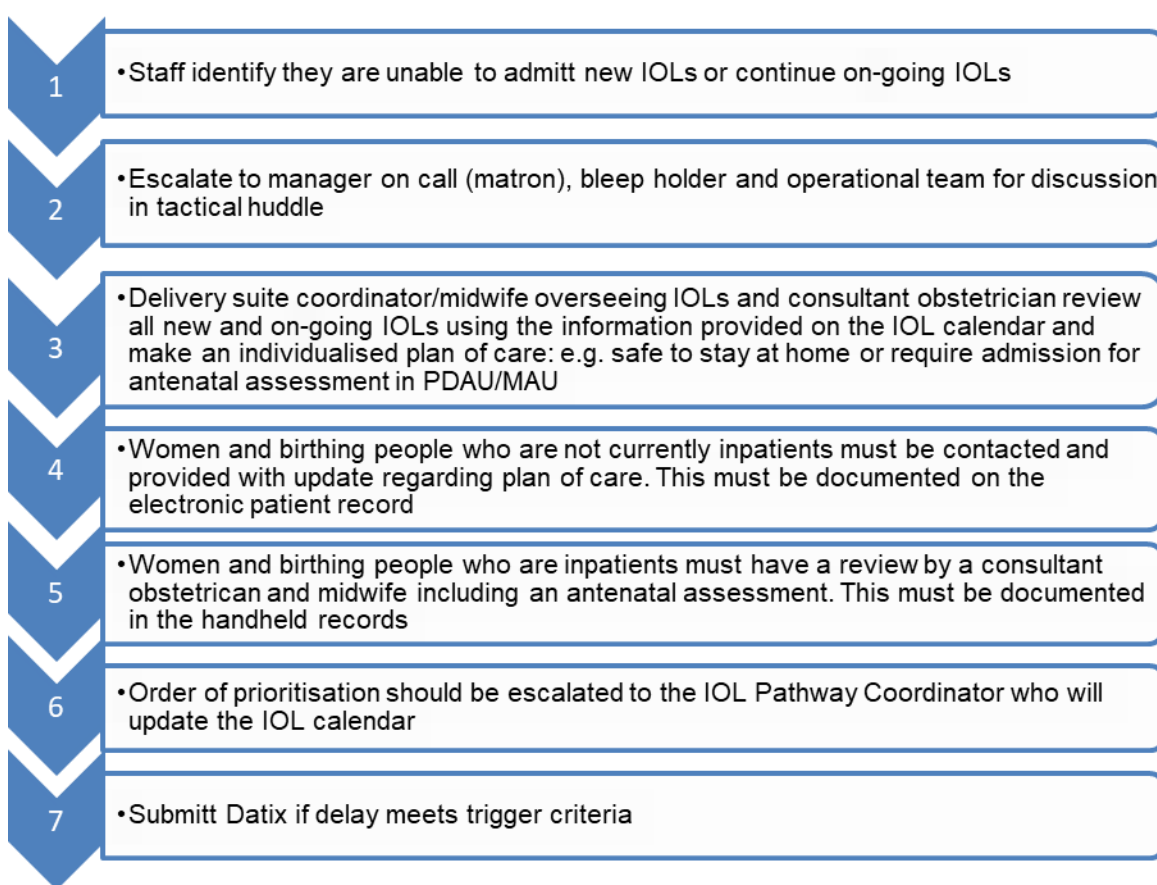 1
•Staff identify they are unable to admitt new IOLs or continue on-going IOLs
2
•Escalate to manager on call (matron), bleep holder and operational team for discussion
in tactical huddle
3
•Delivery suite coordinator/midwife overseeing IOLs and consultant obstetrician review
all new and on-going IOLs using the information provided on the IOL calendar and
make an individualised plan of care: e.g. safe to stay at home or require admission for
antenatal assessment in PDAU/MAU
4
•Women and birthing people who are not currently inpatients must be contacted and
provided with update regarding plan of care. This must be documented on the
electronic patient record
5
•Women and birthing people who are inpatients must have a review by a consultant
obstetrican and midwife including an antenatal assessment. This must be documented
in the handheld records
6
•Order of prioritisation should be escalated to the IOL Pathway Coordinator who will
update the IOL calendar
7
•Submitt Datix if delay meets trigger criteria